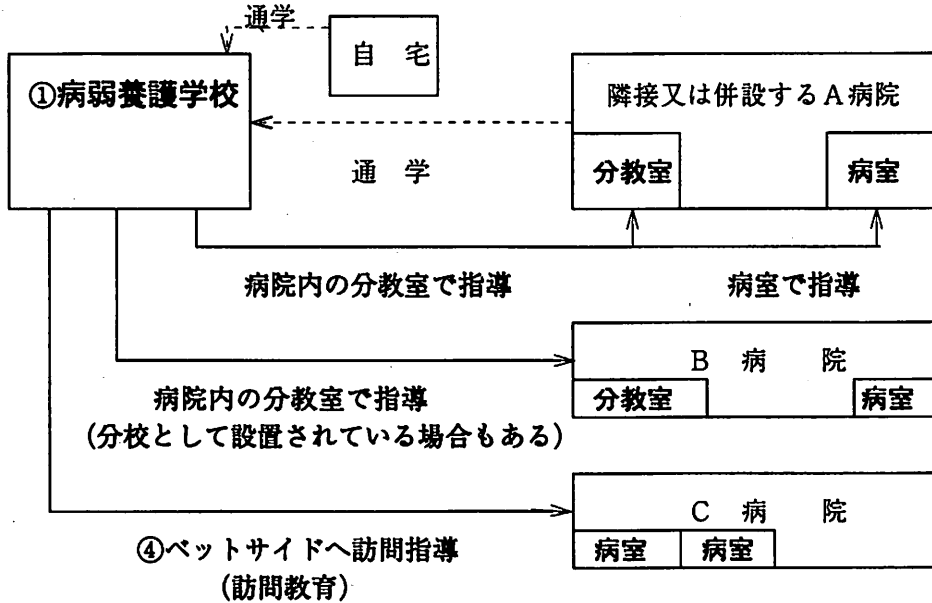 通学
自 宅
①病弱養護学校
隣接又は併設するA病院
通 学
分教室
病室
病院内の分教室で指導
病室で指導
B 病 院
分教室
病室
病院内の分教室で指導
(分校として設置されている場合もある)
C 病 院
病室
病室
④ベットサイドへ訪問指導
(訪問教育)